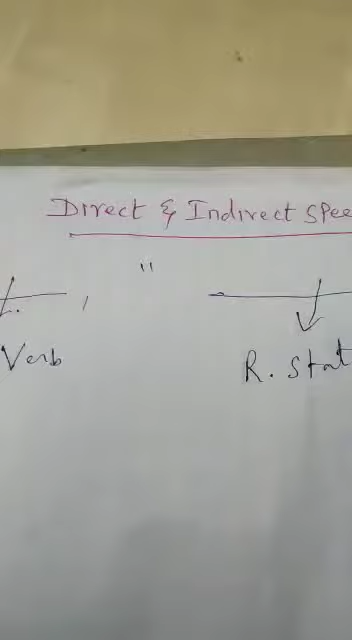 Direct & Indirect Spee
, "
Verb R. Stat